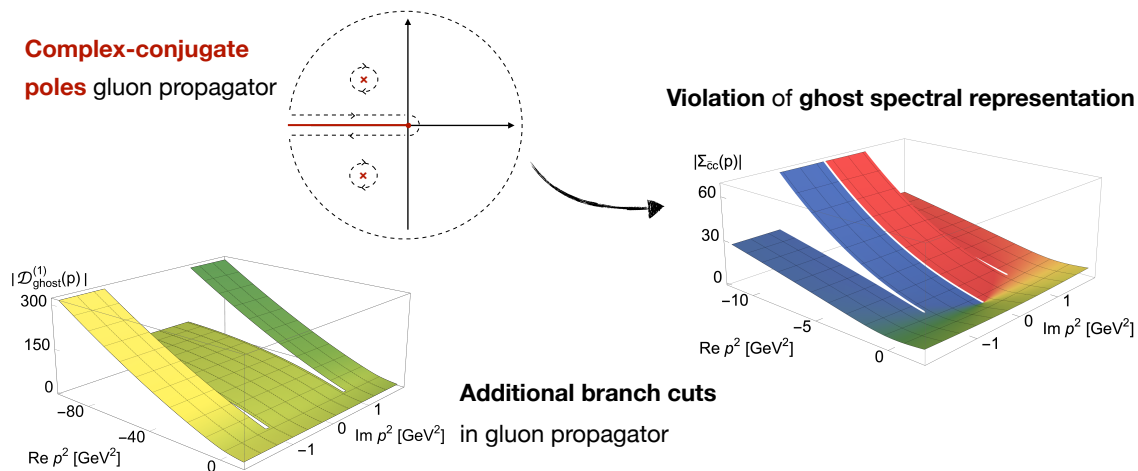 Complex-conjugate
poles gluon propagator
Violation of ghost spectral representation
|Σc̄c(p)|
60
30
0
−10
−5
0
Re p² [GeV²]
−1
0
1
Im p² [GeV²]
|𝒟(1)ghost(p)|
300
150
0
−80
−40
0
Re p² [GeV²]
−1
0
1
Im p² [GeV²]
Additional branch cuts
in gluon propagator